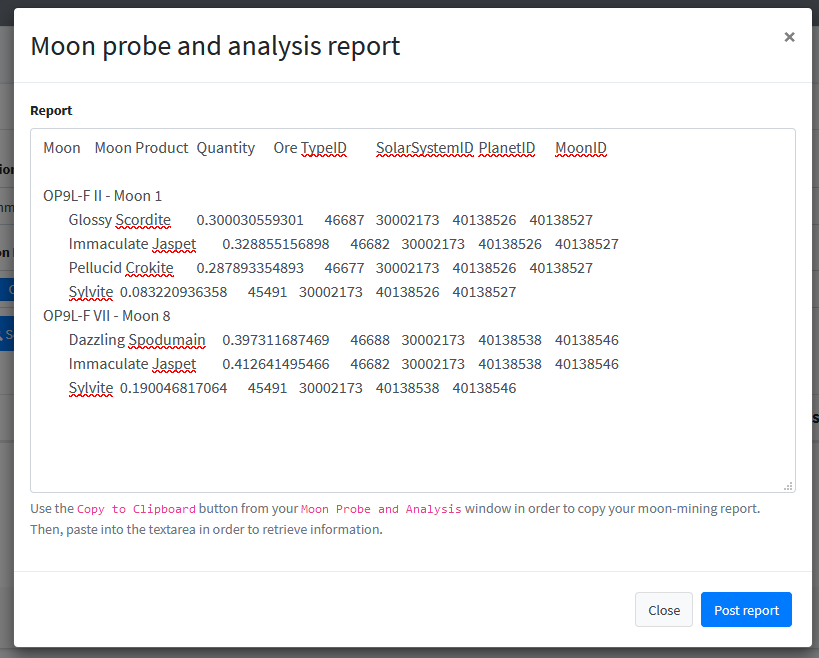 Moon probe and analysis report
×
Report
Moon Moon Product Quantity Ore TypeID SolarSystemID PlanetID MoonID
OP9L-F II - Moon 1
Glossy Scordite 0.300030559301 46687 30002173 40138526 40138527
Immaculate Jaspet 0.328855156898 46682 30002173 40138526 40138527
Pellucid Crokite 0.287893354893 46677 30002173 40138526 40138527
Sylvite 0.083220936358 45491 30002173 40138526 40138527
OP9L-F VII - Moon 8
Dazzling Spodumain 0.397311687469 46688 30002173 40138538 40138546
Immaculate Jaspet 0.412641495466 46682 30002173 40138538 40138546
Sylvite 0.190046817064 45491 30002173 40138538 40138546
Use the Copy to Clipboard button from your Moon Probe and Analysis window in order to copy your moon-mining report.
Then, paste into the textarea in order to retrieve information.
Close Post report